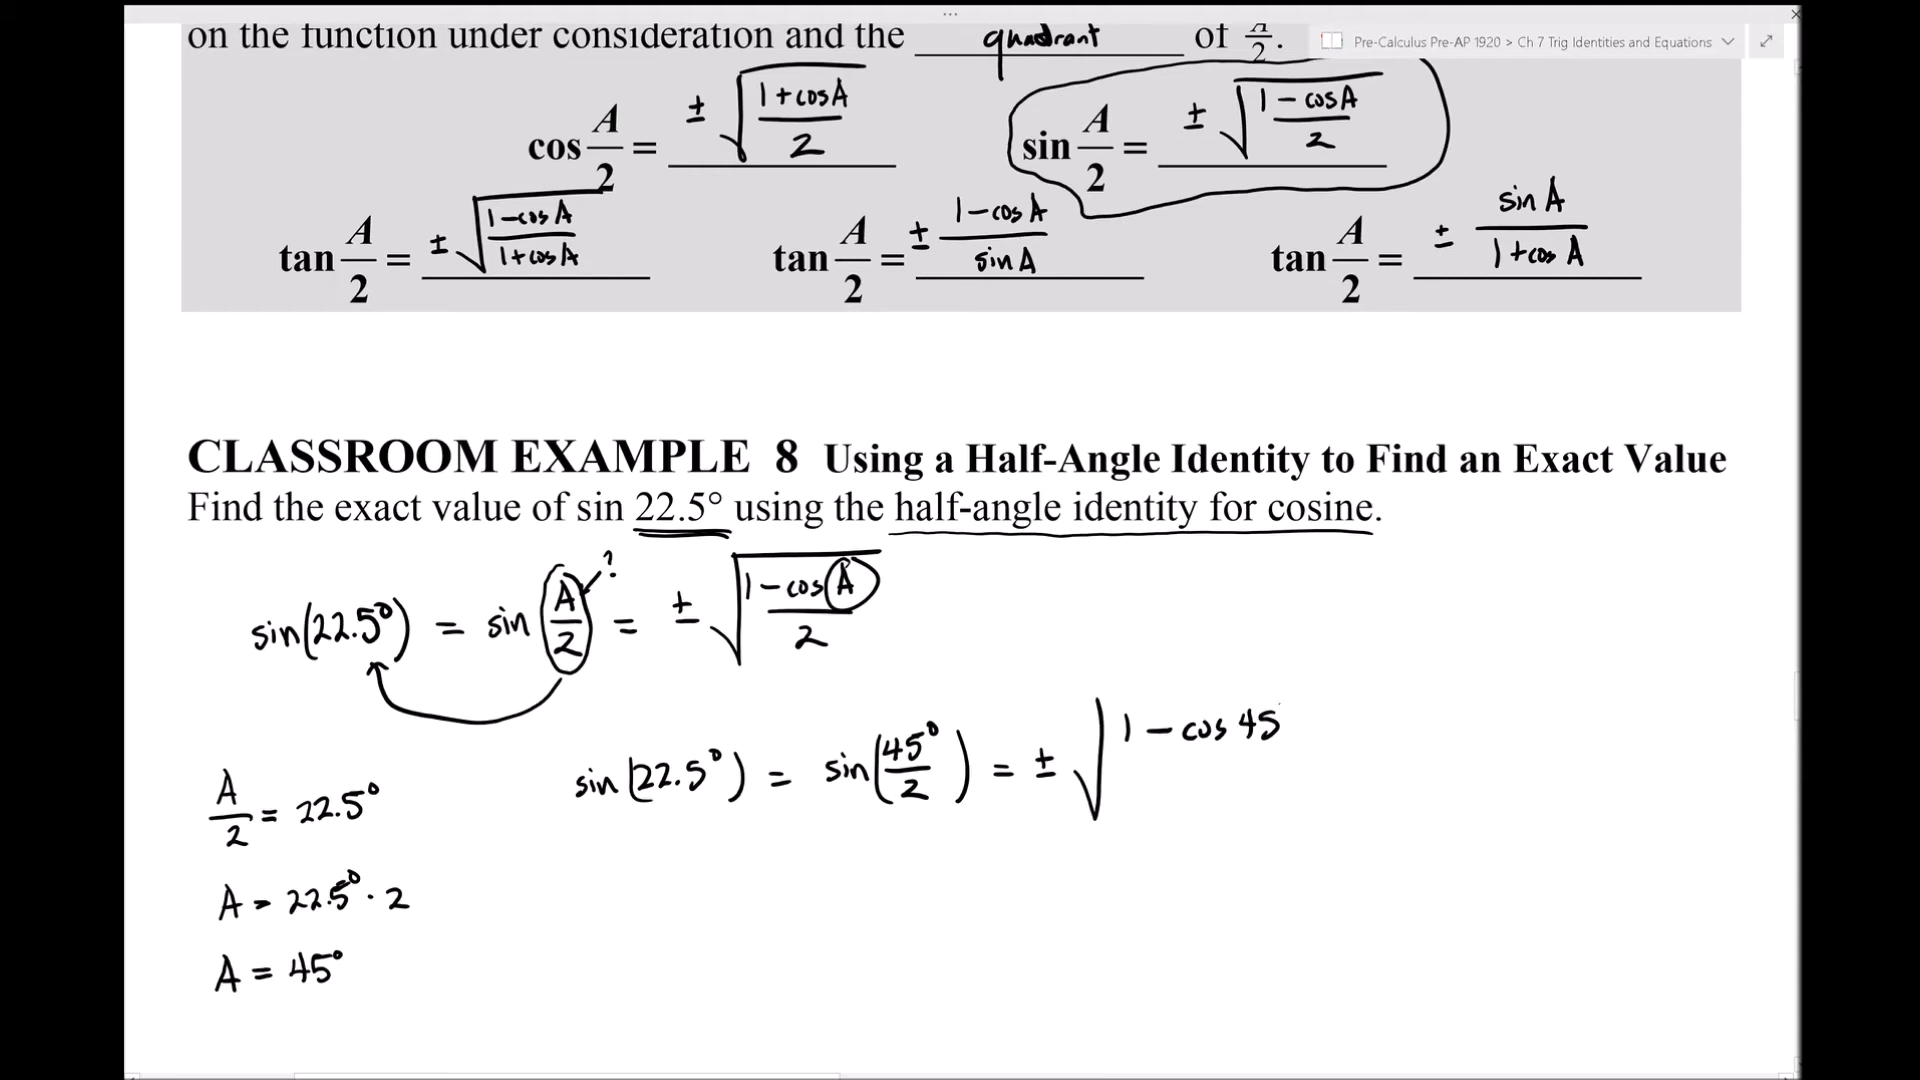 on the function under consideration and the quadrant of A/2.
Pre-Calculus Pre-AP 1920 > Ch 7 Trig Identities and Equations
cos A/2 = ± √((1+cosA)/2) sin A/2 = ± √((1-cosA)/2)
tan A/2 = ± √((1-cosA)/(1+cosA)) tan A/2 = ± (1-cosA)/(sinA) tan A/2 = ± (sinA)/(1+cosA)
CLASSROOM EXAMPLE 8 Using a Half-Angle Identity to Find an Exact Value
Find the exact value of sin 22.5° using the half-angle identity for cosine.
?
sin(22.5°) = sin(A/2) = ± √((1-cosA)/2)
sin(22.5°) = sin(45°/2) = ± √(1-cos 45
A/2 = 22.5°
A = 22.5° · 2
A = 45°